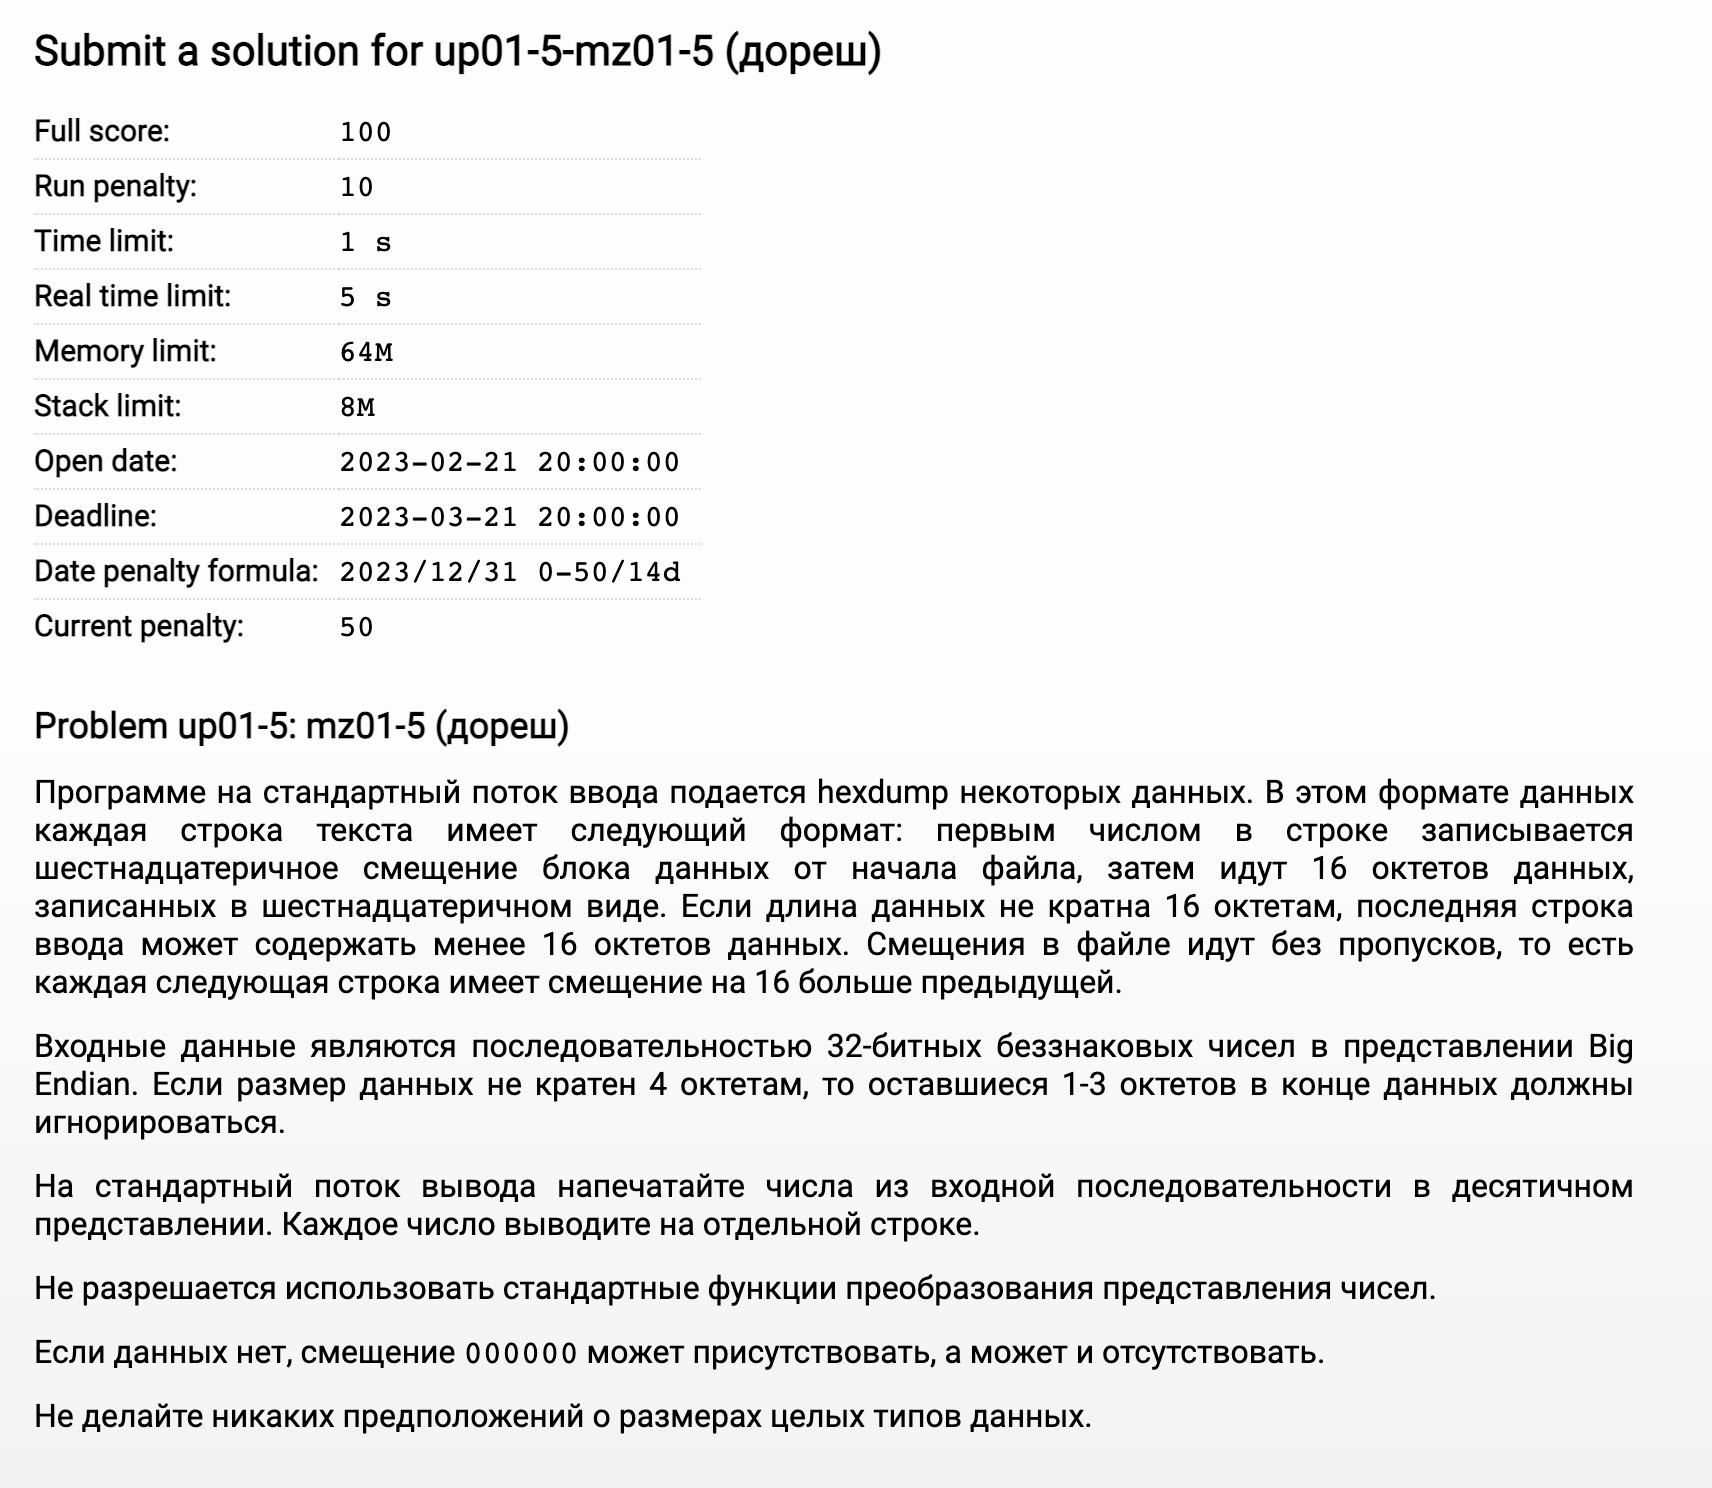 Submit a solution for up01-5-mz01-5 (дореш)
Full score: 100
Run penalty: 10
Time limit: 1 s
Real time limit: 5 s
Memory limit: 64M
Stack limit: 8M
Open date: 2023-02-21 20:00:00
Deadline: 2023-03-21 20:00:00
Date penalty formula: 2023/12/31 0-50/14d
Current penalty: 50
Problem up01-5: mz01-5 (дореш)
Программе на стандартный поток ввода подается hexdump некоторых данных. В этом формате данных
каждая строка текста имеет следующий формат: первым числом в строке записывается
шестнадцатеричное смещение блока данных от начала файла, затем идут 16 октетов данных,
записанных в шестнадцатеричном виде. Если длина данных не кратна 16 октетам, последняя строка
ввода может содержать менее 16 октетов данных. Смещения в файле идут без пропусков, то есть
каждая следующая строка имеет смещение на 16 больше предыдущей.
Входные данные являются последовательностью 32-битных беззнаковых чисел в представлении Big
Endian. Если размер данных не кратен 4 октетам, то оставшиеся 1-3 октетов в конце данных должны
игнорироваться.
На стандартный поток вывода напечатайте числа из входной последовательности в десятичном
представлении. Каждое число выводите на отдельной строке.
Не разрешается использовать стандартные функции преобразования представления чисел.
Если данных нет, смещение 000000 может присутствовать, а может и отсутствовать.
Не делайте никаких предположений о размерах целых типов данных.